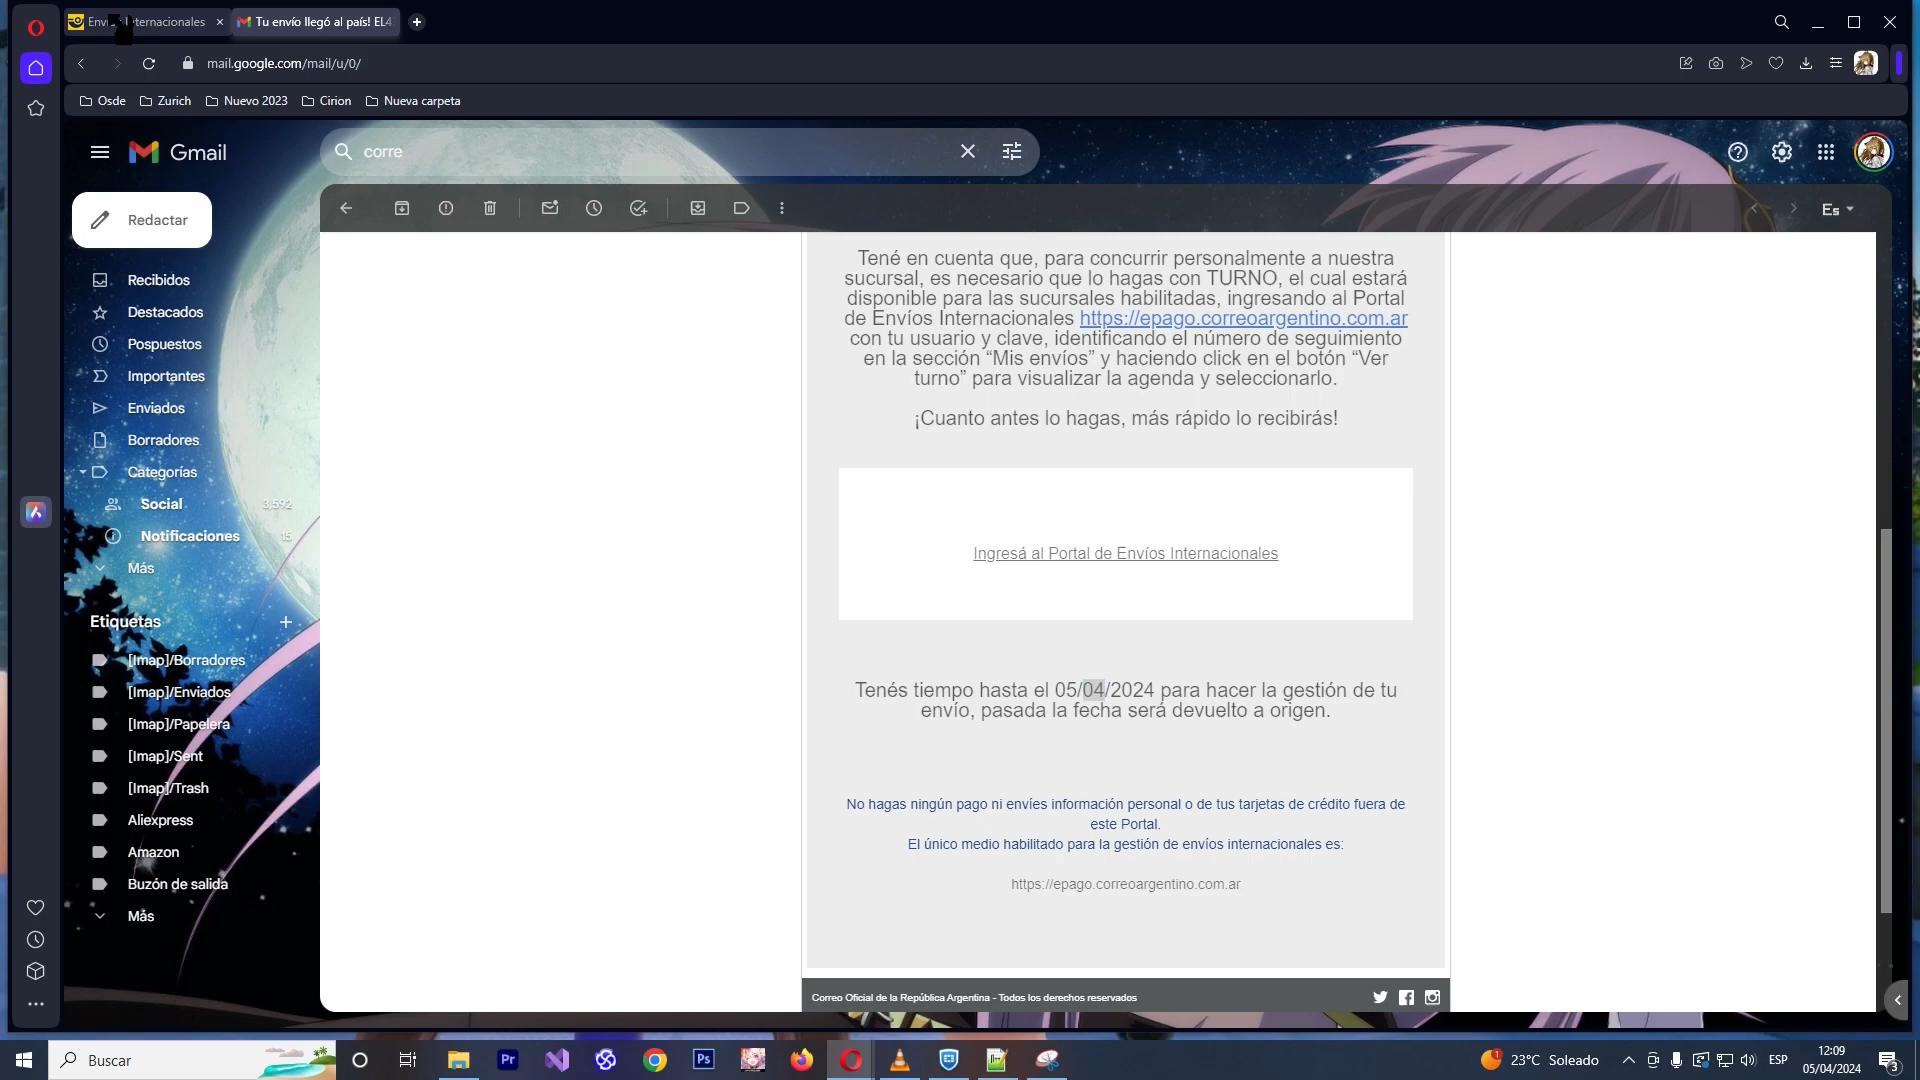 Tu envío llegó al país! EL4
mail.google.com/mail/u/0/
Osde
Zurich
Nuevo 2023
Cirion
Nueva carpeta
Gmail
corre
Redactar
Es
Recibidos
Destacados
Pospuestos
Importantes
Enviados
Borradores
Categorías
Social 3,592
Notificaciones 15
Más
Etiquetas
[Imap]/Borradores
[Imap]/Enviados
[Imap]/Papelera
[Imap]/Sent
[Imap]/Trash
Aliexpress
Amazon
Buzón de salida
Más
Tené en cuenta que, para concurrir personalmente a nuestra
sucursal, es necesario que lo hagas con TURNO, el cual estará
disponible para las sucursales habilitadas, ingresando al Portal
de Envíos Internacionales https://epago.correoargentino.com.ar
con tu usuario y clave, identificando el número de seguimiento
en la sección “Mis envíos” y haciendo click en el botón “Ver
turno” para visualizar la agenda y seleccionarlo.
¡Cuanto antes lo hagas, más rápido lo recibirás!
Ingresá al Portal de Envíos Internacionales
Tenés tiempo hasta el 05/04/2024 para hacer la gestión de tu
envío, pasada la fecha será devuelto a origen.
No hagas ningún pago ni envíes información personal o de tus tarjetas de crédito fuera de
este Portal.
El único medio habilitado para la gestión de envíos internacionales es:
https://epago.correoargentino.com.ar
Correo Oficial de la República Argentina - Todos los derechos reservados
Buscar
Pr
Ps
1
23°C Soleado
ESP
12:09
05/04/2024
3